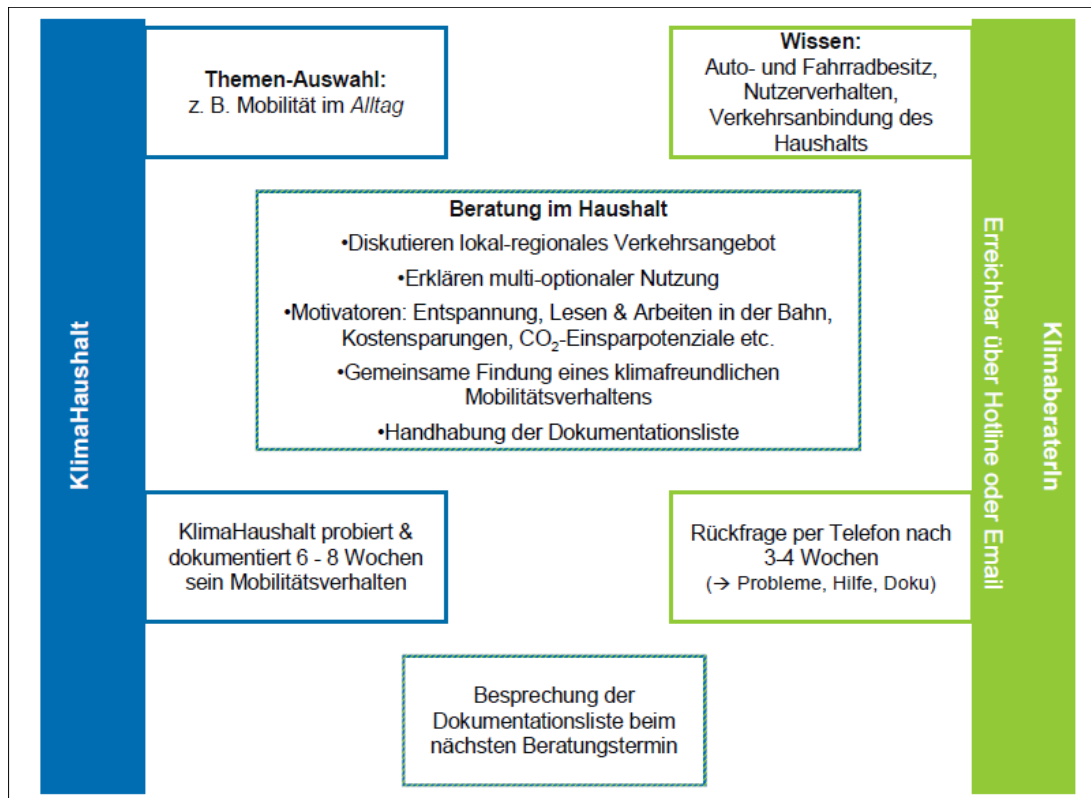 KlimaHaushalt
Themen-Auswahl:
z. B. Mobilität im Alltag
Wissen:
Auto- und Fahrradbesitz,
Nutzerverhalten,
Verkehrsanbindung des
Haushalts
Beratung im Haushalt
•Diskutieren lokal-regionales Verkehrsangebot
•Erklären multi-optionaler Nutzung
•Motivatoren: Entspannung, Lesen & Arbeiten in der Bahn,
Kostensparungen, CO₂-Einsparpotenziale etc.
•Gemeinsame Findung eines klimafreundlichen
Mobilitätsverhaltens
•Handhabung der Dokumentationsliste
KlimaHaushalt probiert &
dokumentiert 6 - 8 Wochen
sein Mobilitätsverhalten
Rückfrage per Telefon nach
3-4 Wochen
(→ Probleme, Hilfe, Doku)
Besprechung der
Dokumentationsliste beim
nächsten Beratungstermin
KlimaberaterIn
Erreichbar über Hotline oder Email